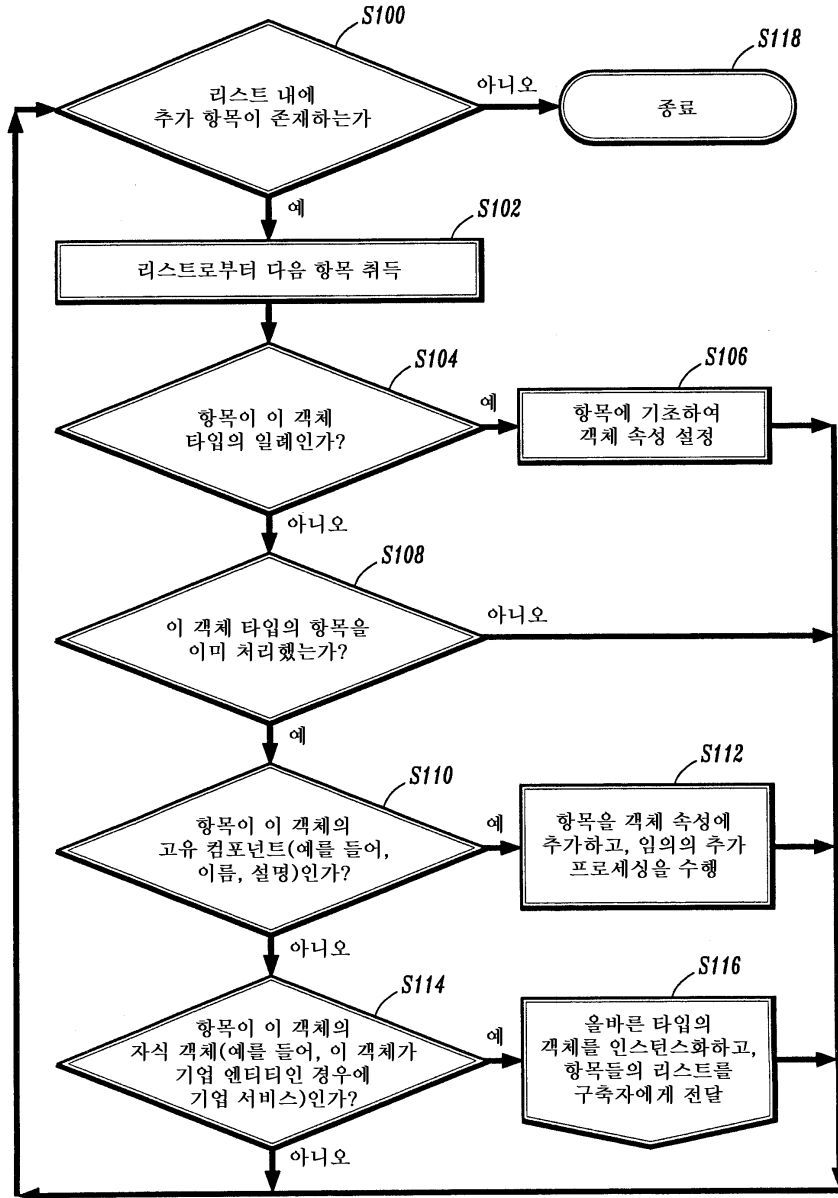 S100
리스트 내에
추가 항목이 존재하는가
아니오
S118
종료
예
S102
리스트로부터 다음 항목 취득
S104
항목이 이 객체
타입의 일례인가?
예
S106
항목에 기초하여
객체 속성 설정
아니오
S108
이 객체 타입의 항목을
이미 처리했는가?
아니오
예
S110
항목이 이 객체의
고유 컴포넌트(예를 들어,
이름, 설명)인가?
예
S112
항목을 객체 속성에
추가하고, 임의의 추가
프로세싱을 수행
아니오
S114
항목이 이 객체의
자식 객체(예를 들어, 이 객체가
기업 엔티티인 경우에
기업 서비스)인가?
예
S116
올바른 타입의
객체를 인스턴스화하고,
항목들의 리스트를
구축자에게 전달
아니오